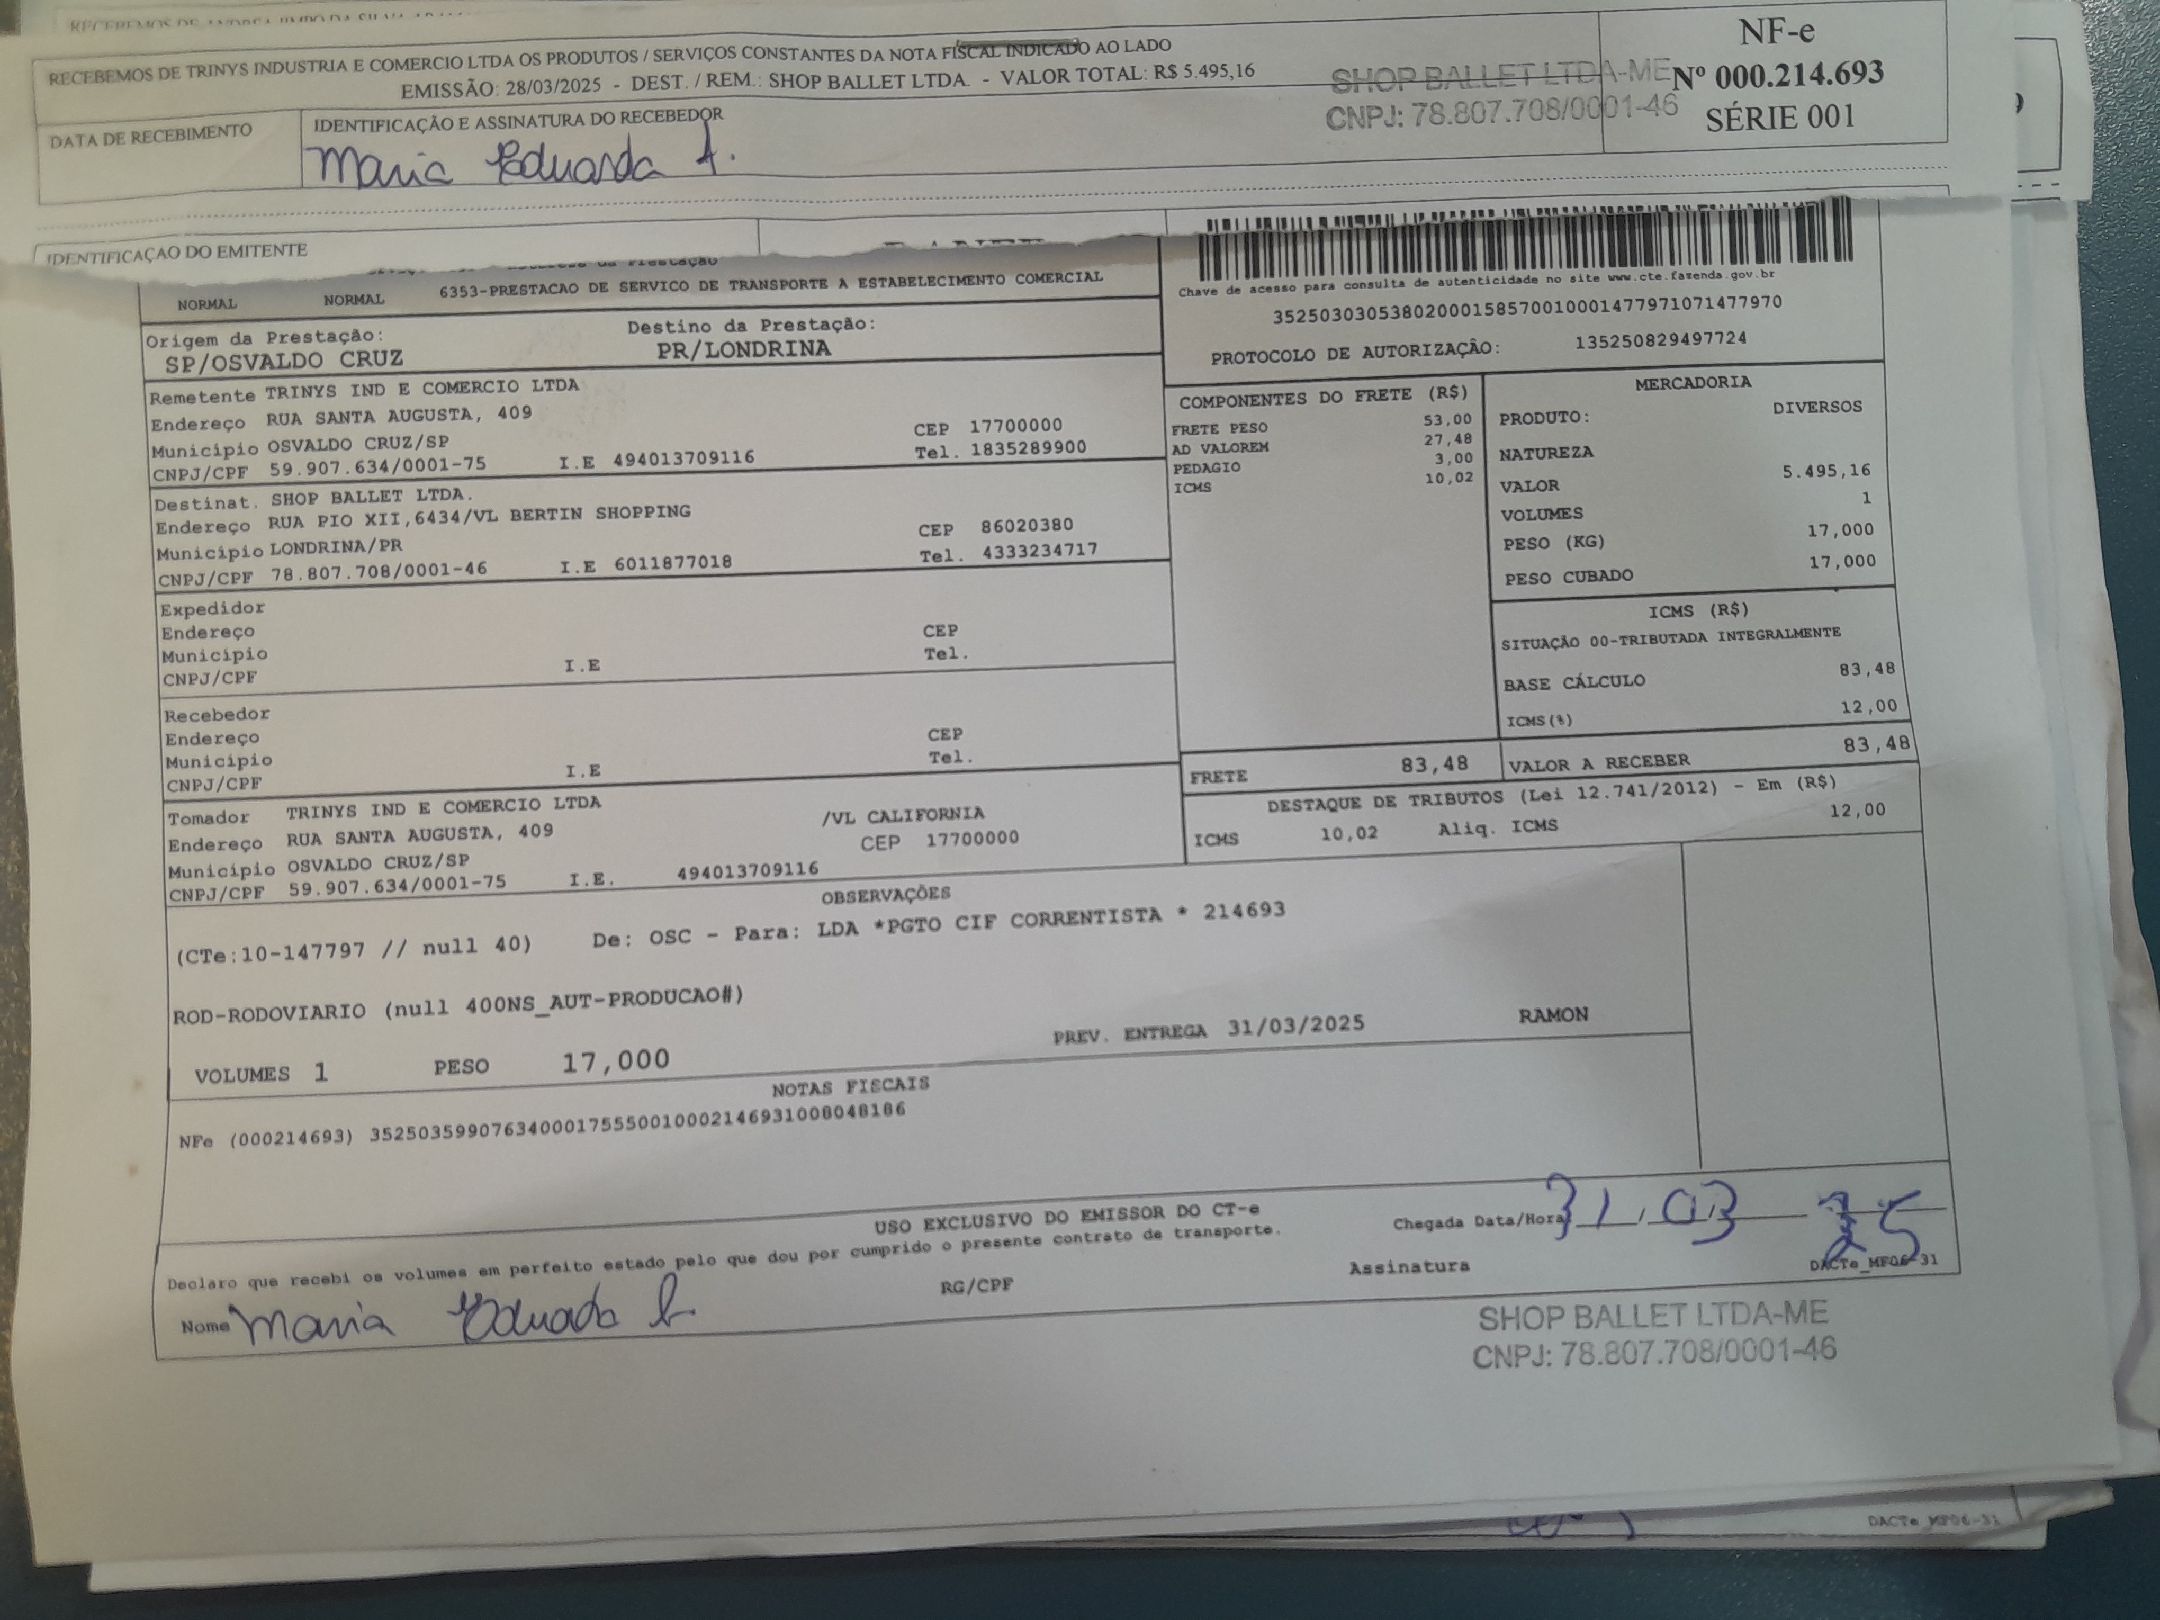 RECEBEMOS DE TRINYS INDUSTRIA E COMERCIO LTDA OS PRODUTOS / SERVIÇOS CONSTANTES DA NOTA FISCAL INDICADO AO LADO
EMISSÃO: 28/03/2025 - DEST. / REM.: SHOP BALLET LTDA. - VALOR TOTAL: R$ 5.495,16
SHOP BALLET LTDA-ME
CNPJ: 78.807.708/0001-46
NF-e
Nº 000.214.693
SÉRIE 001
DATA DE RECEBIMENTO
IDENTIFICAÇÃO E ASSINATURA DO RECEBEDOR
Maria Eduarda
IDENTIFICAÇÃO DO EMITENTE
NORMAL NORMAL 6353-PRESTACAO DE SERVICO DE TRANSPORTE A ESTABELECIMENTO COMERCIAL
Chave de acesso para consulta de autenticidade no site www.cte.fazenda.gov.br
35250303053802000158570010001477971071477970
PROTOCOLO DE AUTORIZAÇÃO: 135250829497724
Origem da Prestação: Destino da Prestação:
SP/OSVALDO CRUZ PR/LONDRINA
Remetente TRINYS IND E COMERCIO LTDA
Endereço RUA SANTA AUGUSTA, 409
Município OSVALDO CRUZ/SP CEP 17700000
CNPJ/CPF 59.907.634/0001-75 I.E 494013709116 Tel. 1835289900
Destinat. SHOP BALLET LTDA.
Endereço RUA PIO XII,6434/VL BERTIN SHOPPING
Município LONDRINA/PR CEP 86020380
CNPJ/CPF 78.807.708/0001-46 I.E 6011877018 Tel. 4333234717
Expedidor
Endereço CEP
Município Tel.
CNPJ/CPF I.E
Recebedor
Endereço CEP
Município Tel.
CNPJ/CPF I.E
Tomador TRINYS IND E COMERCIO LTDA
Endereço RUA SANTA AUGUSTA, 409 /VL CALIFORNIA
Município OSVALDO CRUZ/SP CEP 17700000
CNPJ/CPF 59.907.634/0001-75 I.E. 494013709116
COMPONENTES DO FRETE (R$)
FRETE PESO 53,00
AD VALOREM 27,48
PEDAGIO 3,00
ICMS 10,02
MERCADORIA
PRODUTO: DIVERSOS
NATUREZA
VALOR 5.495,16
VOLUMES 1
PESO (KG) 17,000
PESO CUBADO 17,000
ICMS (R$)
SITUAÇÃO 00-TRIBUTADA INTEGRALMENTE
BASE CÁLCULO 83,48
ICMS(%) 12,00
FRETE 83,48 VALOR A RECEBER 83,48
DESTAQUE DE TRIBUTOS (Lei 12.741/2012) - Em (R$)
ICMS 10,02 Aliq. ICMS 12,00
OBSERVAÇÕES
(CTe:10-147797 // null 40) De: OSC - Para: LDA *PGTO CIF CORRENTISTA * 214693
ROD-RODOVIARIO (null 400NS_AUT-PRODUCAO#)
PREV. ENTREGA 31/03/2025 RAMON
VOLUMES 1 PESO 17,000
NOTAS FISCAIS
NFe (000214693) 35250359907634000175550010002146931008048186
USO EXCLUSIVO DO EMISSOR DO CT-e
Declaro que recebi os volumes em perfeito estado pelo que dou por cumprido o presente contrato de transporte.
Chegada Data/Hora 31/03 25
Nome Maria Eduarda RG/CPF Assinatura DACTe_MF06-31
SHOP BALLET LTDA-ME
CNPJ: 78.807.708/0001-46
DACTe_MF06-31